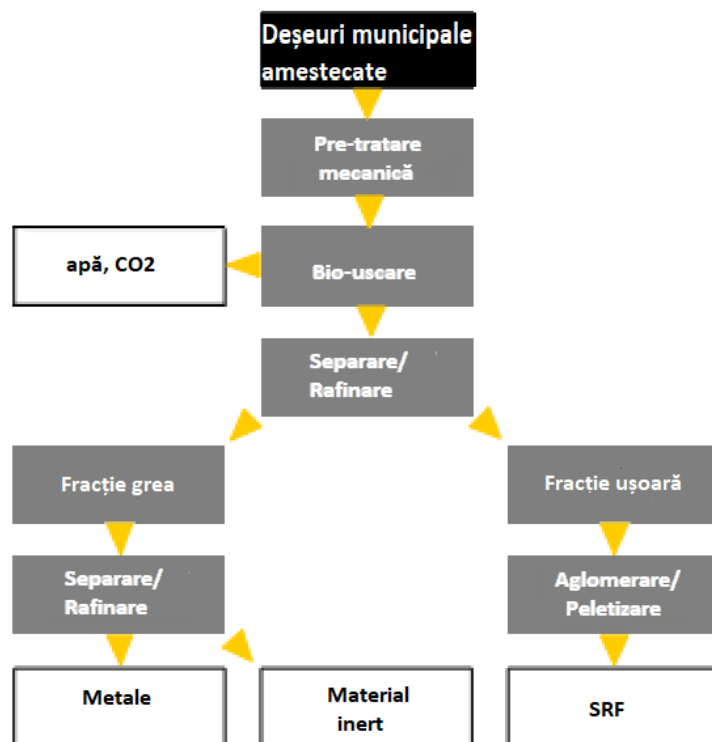 Deșeuri municipale
amestecate
Pre-tratare
mecanică
apă, CO2
Bio-uscare
Separare/
Rafinare
Fracție grea
Fracție ușoară
Separare/
Rafinare
Aglomerare/
Peletizare
Metale
Material
inert
SRF